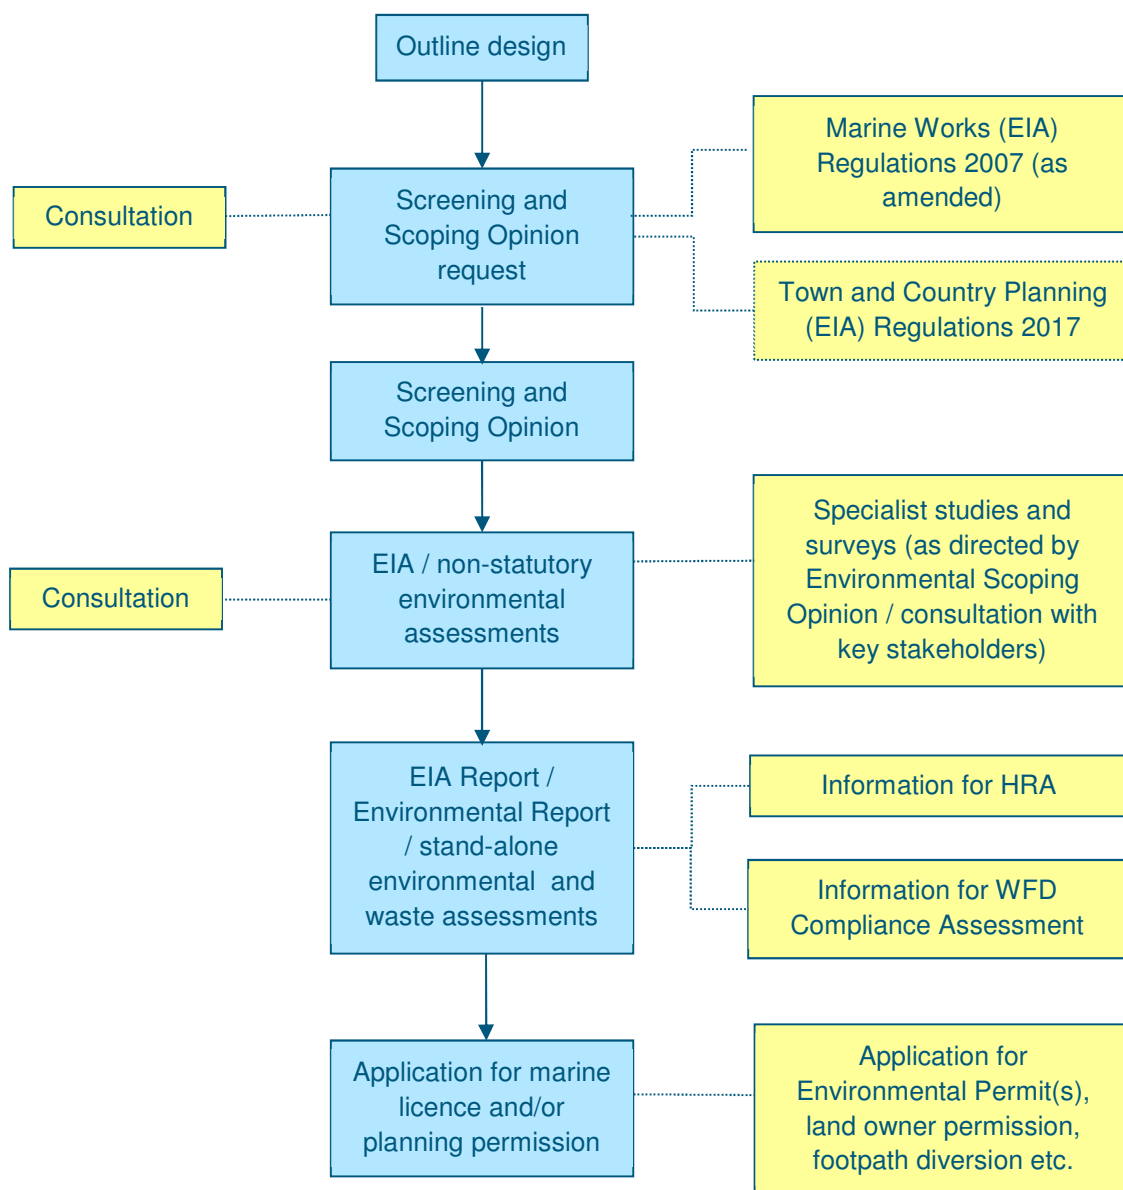 Outline design
Marine Works (EIA)
Regulations 2007 (as
amended)
Consultation
Screening and
Scoping Opinion
request
Town and Country Planning
(EIA) Regulations 2017
Screening and
Scoping Opinion
Specialist studies and
surveys (as directed by
Environmental Scoping
Opinion / consultation with
key stakeholders)
Consultation
EIA / non-statutory
environmental
assessments
EIA Report /
Environmental Report
/ stand-alone
environmental and
waste assessments
Information for HRA
Information for WFD
Compliance Assessment
Application for marine
licence and/or
planning permission
Application for
Environmental Permit(s),
land owner permission,
footpath diversion etc.